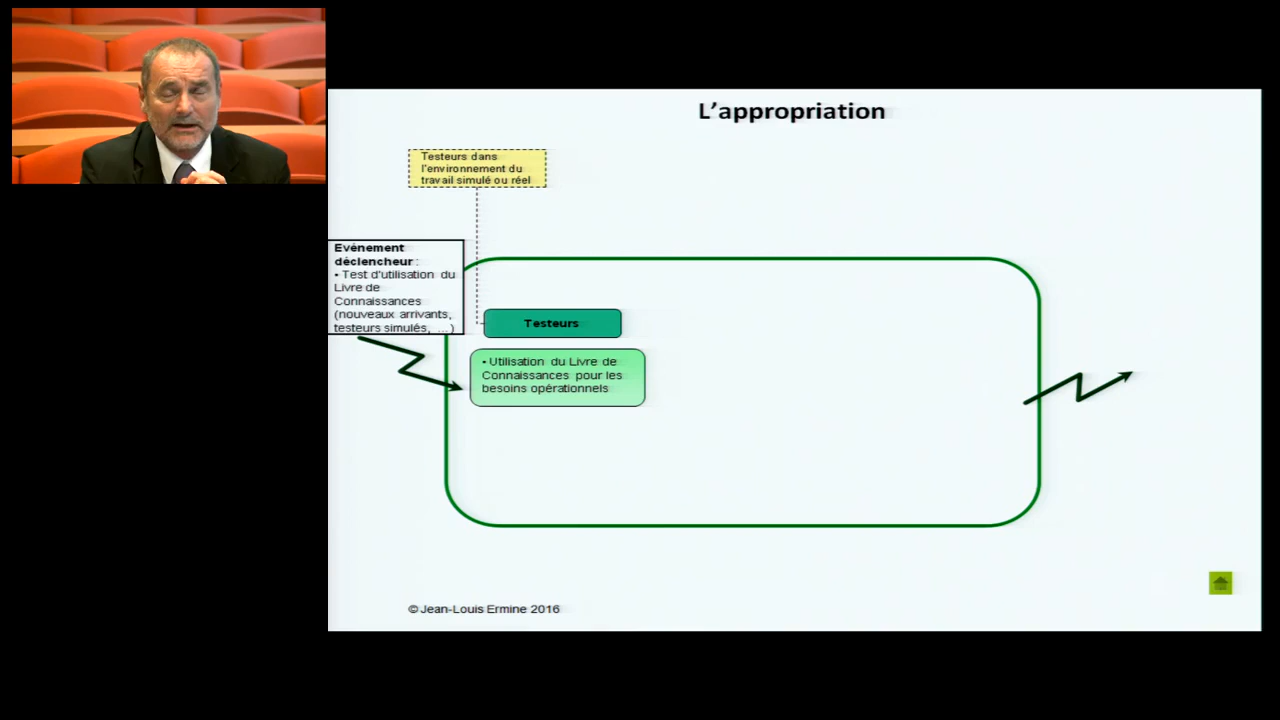 L'appropriation
Testeurs dans
l'environnement du
travail simulé ou réel
Evénement
déclencheur :
• Test d'utilisation du
Livre de
Connaissances
(nouveaux arrivants,
testeurs simulés, ...)
Testeurs
• Utilisation du Livre de
Connaissances pour les
besoins opérationnels
© Jean-Louis Ermine 2016